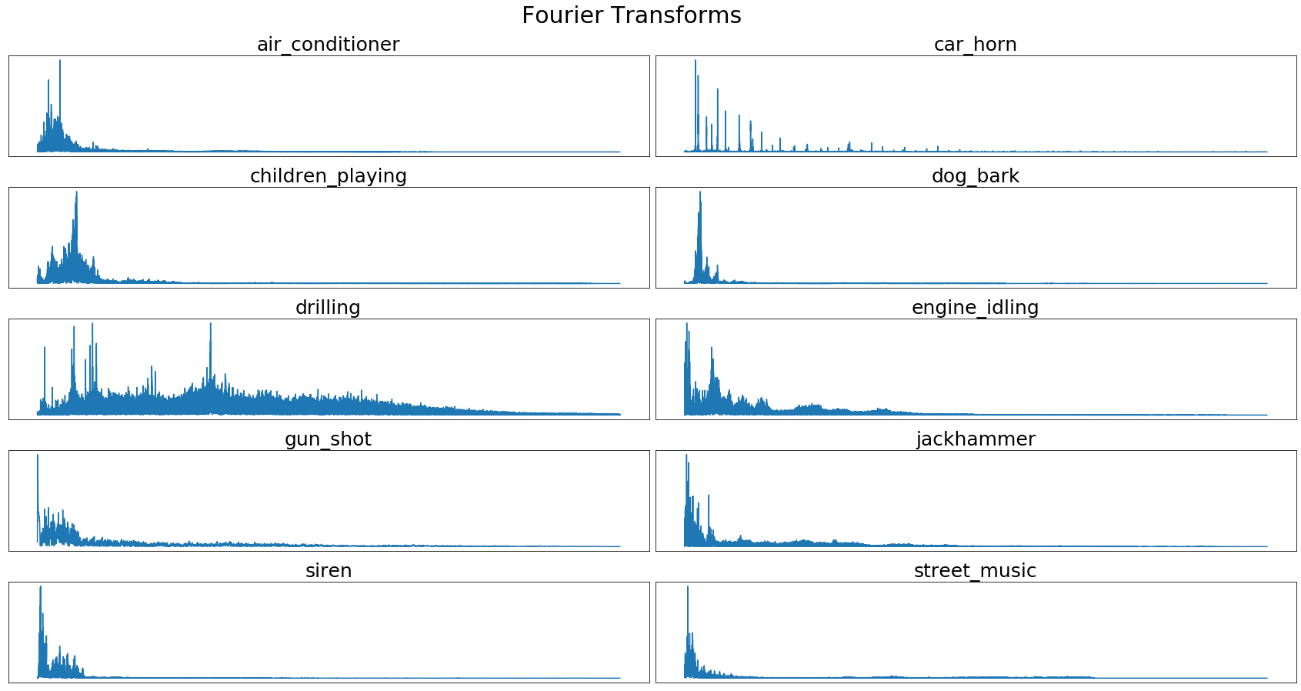 Fourier Transforms
air_conditioner
car_horn
children_playing
dog_bark
drilling
engine_idling
gun_shot
jackhammer
siren
street_music